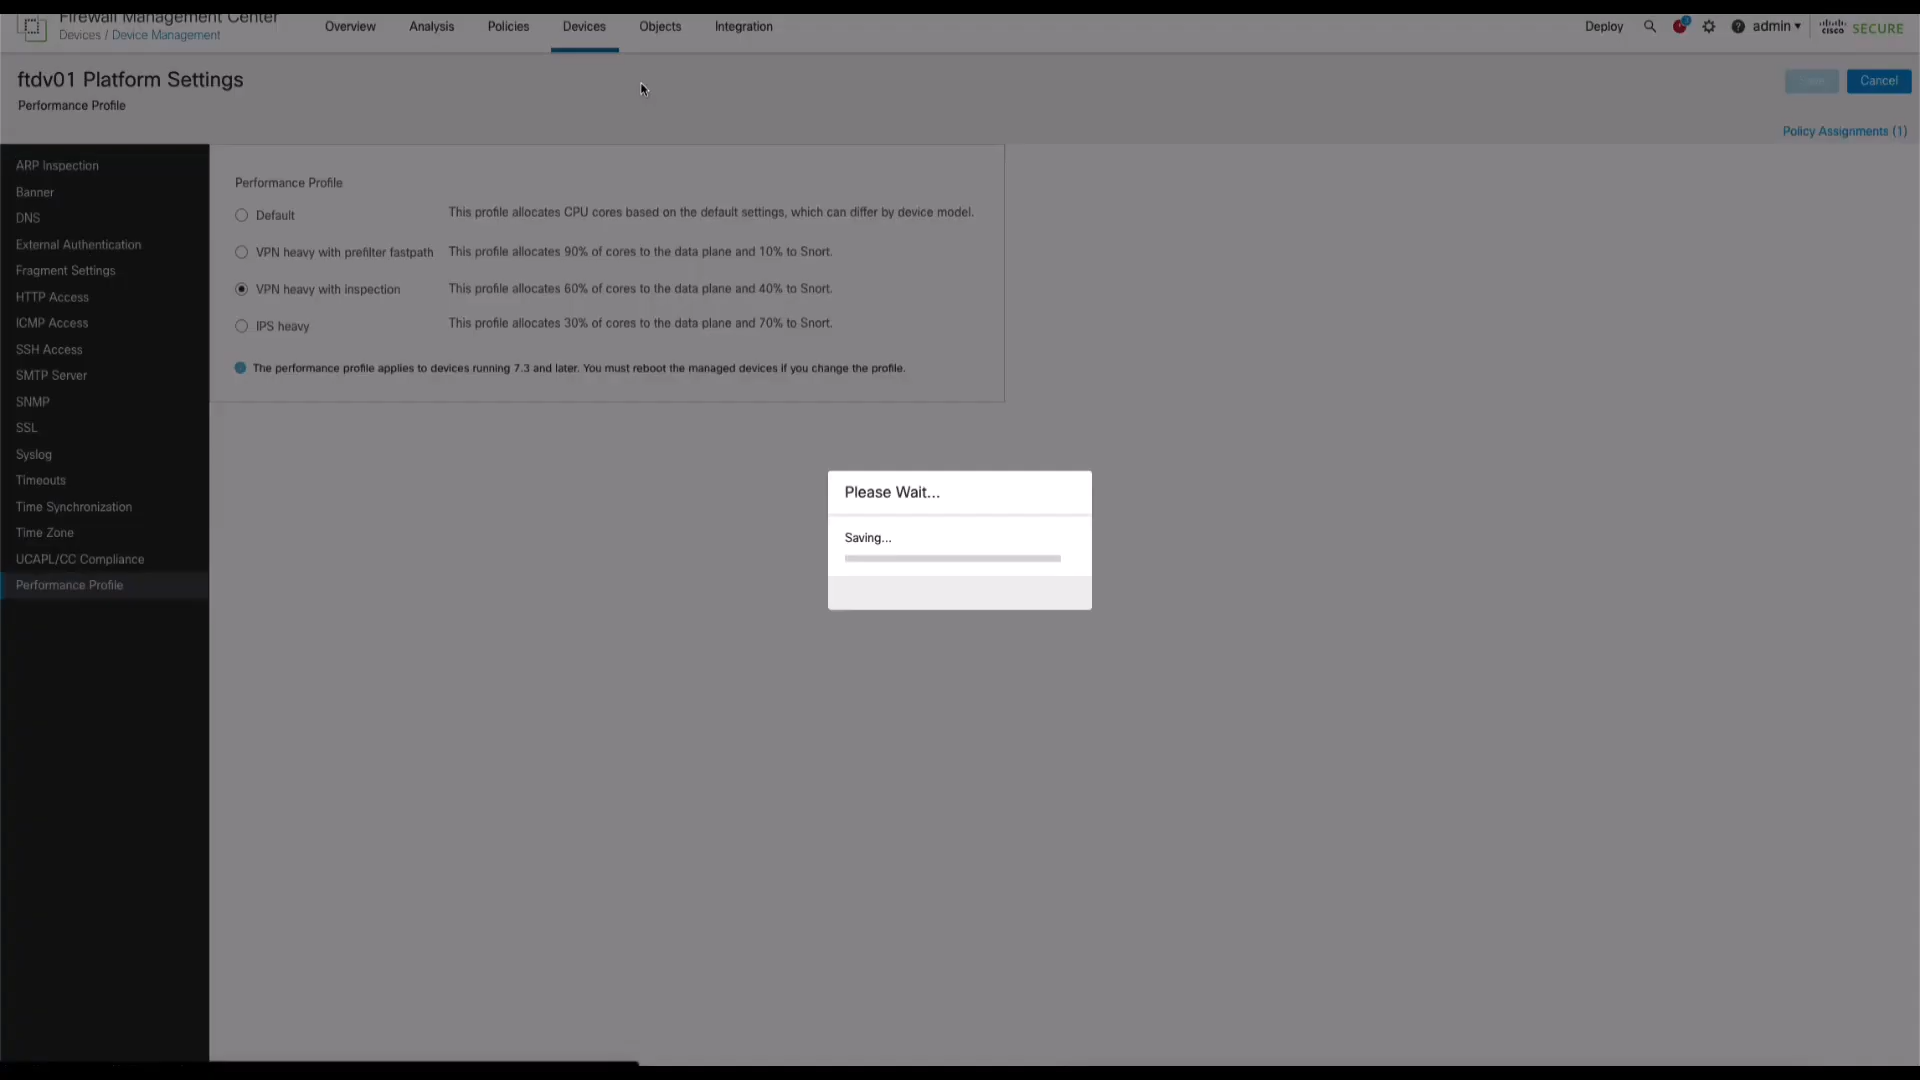 Firewall Management Center
Devices / Device Management
Overview
Analysis
Policies
Devices
Objects
Integration
Deploy
admin
cisco SECURE
ftdv01 Platform Settings
Performance Profile
Cancel
Policy Assignments (1)
ARP Inspection
Banner
DNS
External Authentication
Fragment Settings
HTTP Access
ICMP Access
SSH Access
SMTP Server
SNMP
SSL
Syslog
Timeouts
Time Synchronization
Time Zone
UCAPL/CC Compliance
Performance Profile
Performance Profile
Default This profile allocates CPU cores based on the default settings, which can differ by device model.
VPN heavy with prefilter fastpath This profile allocates 90% of cores to the data plane and 10% to Snort.
VPN heavy with inspection This profile allocates 60% of cores to the data plane and 40% to Snort.
IPS heavy This profile allocates 30% of cores to the data plane and 70% to Snort.
The performance profile applies to devices running 7.3 and later. You must reboot the managed devices if you change the profile.
Please Wait...
Saving...